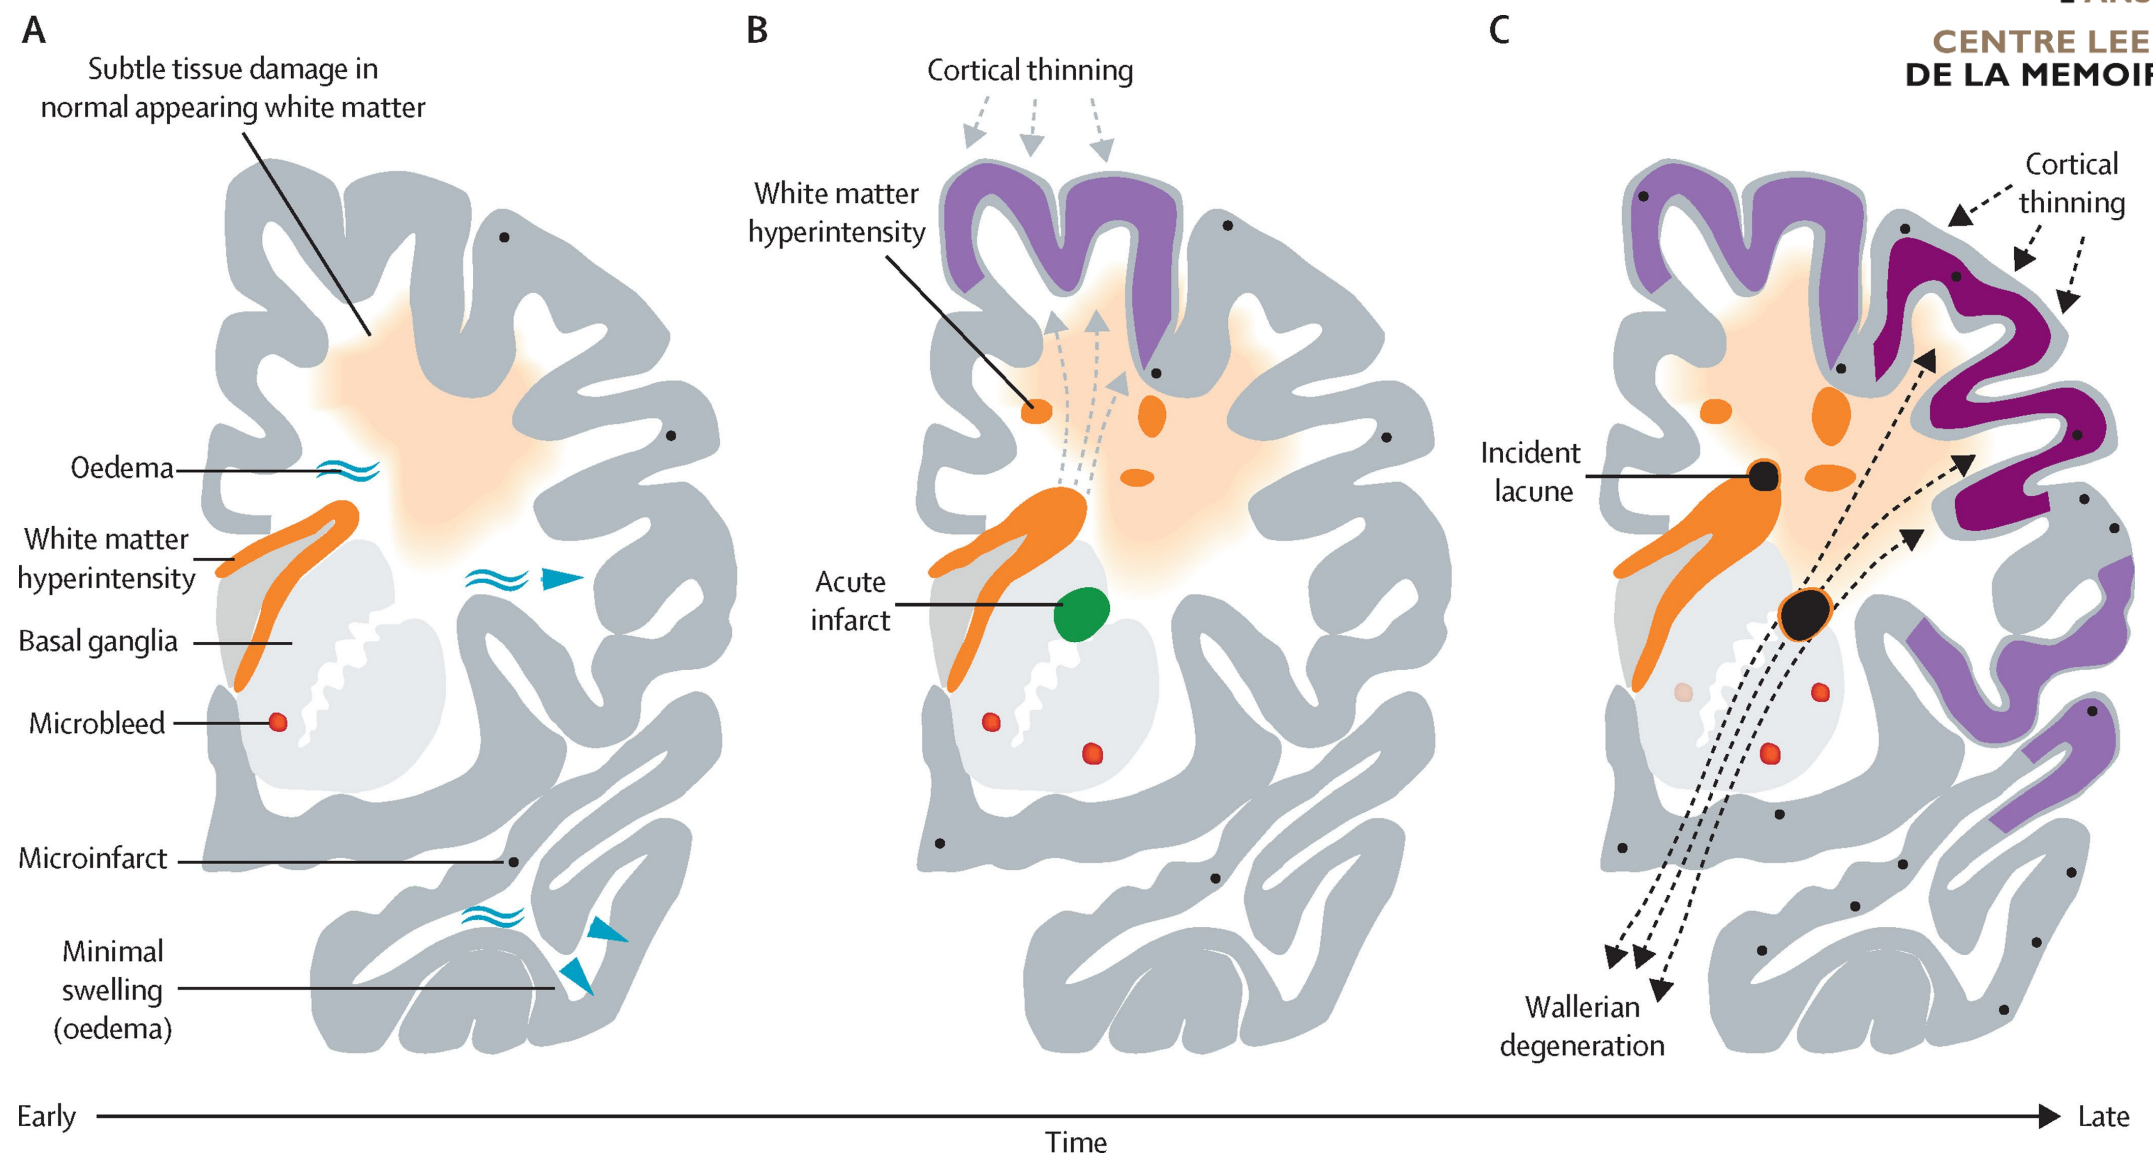 A
Subtle tissue damage in
normal appearing white matter
Oedema
White matter
hyperintensity
Basal ganglia
Microbleed
Microinfarct
Minimal
swelling
(oedema)
B
Cortical thinning
White matter
hyperintensity
Acute
infarct
C
CENTRE LEE
DE LA MEMOIR
Cortical
thinning
Incident
lacune
Wallerian
degeneration
Early
Time
Late